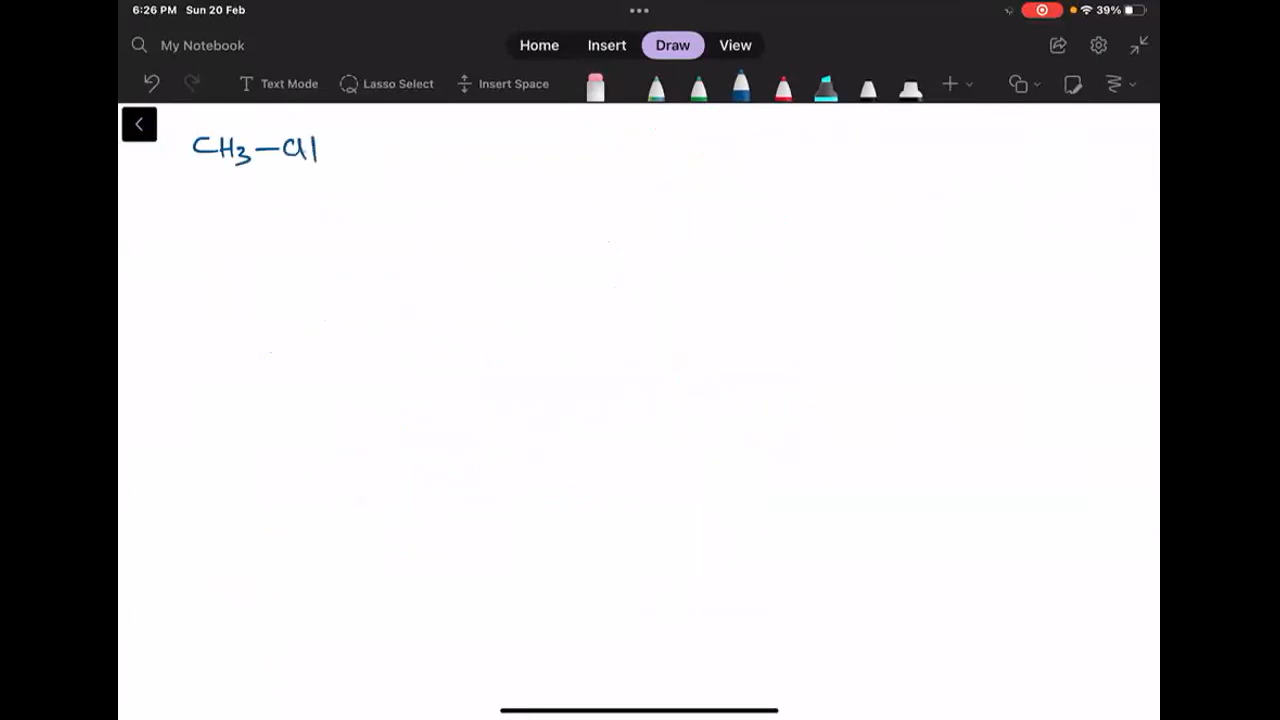 6:26 PM Sun 20 Feb
39%
My Notebook
Home Insert Draw View
Text Mode Lasso Select Insert Space
CH3-Cl